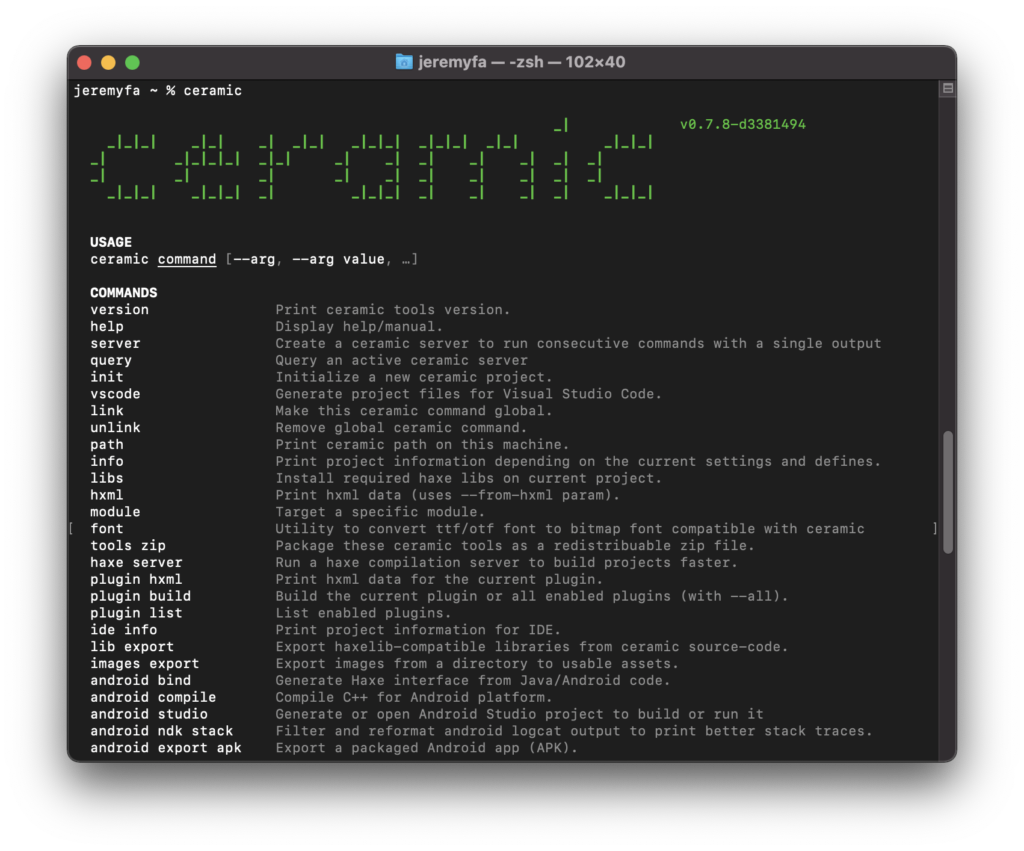 jeremyfa — -zsh — 102×40
jeremyfa ~ % ceramic
ceramic
v0.7.8-d3381494
USAGE
ceramic command [--arg, --arg value, …]
COMMANDS
version Print ceramic tools version.
help Display help/manual.
server Create a ceramic server to run consecutive commands with a single output
query Query an active ceramic server
init Initialize a new ceramic project.
vscode Generate project files for Visual Studio Code.
link Make this ceramic command global.
unlink Remove global ceramic command.
path Print ceramic path on this machine.
info Print project information depending on the current settings and defines.
libs Install required haxe libs on current project.
hxml Print hxml data (uses --from-hxml param).
module Target a specific module.
[ font Utility to convert ttf/otf font to bitmap font compatible with ceramic ]
tools zip Package these ceramic tools as a redistribuable zip file.
haxe server Run a haxe compilation server to build projects faster.
plugin hxml Print hxml data for the current plugin.
plugin build Build the current plugin or all enabled plugins (with --all).
plugin list List enabled plugins.
ide info Print project information for IDE.
lib export Export haxelib-compatible libraries from ceramic source-code.
images export Export images from a directory to usable assets.
android bind Generate Haxe interface from Java/Android code.
android compile Compile C++ for Android platform.
android studio Generate or open Android Studio project to build or run it
android ndk stack Filter and reformat android logcat output to print better stack traces.
android export apk Export a packaged Android app (APK).